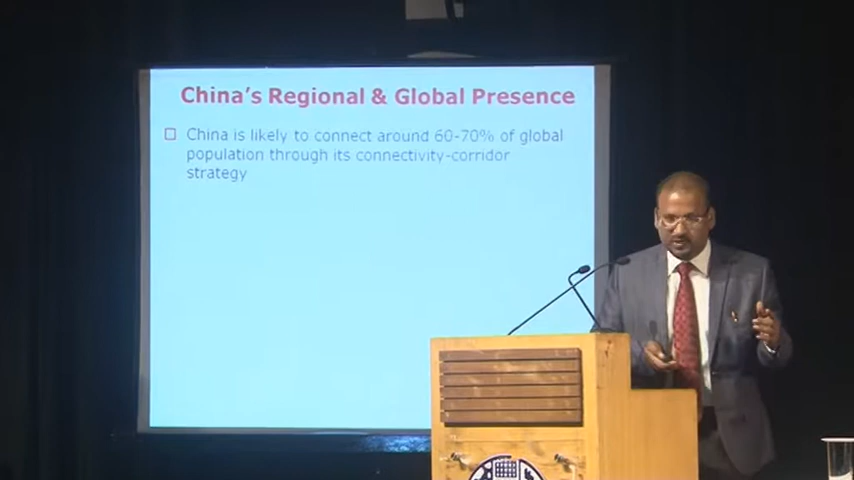 China's Regional & Global Presence
China is likely to connect around 60-70% of global
population through its connectivity-corridor
strategy